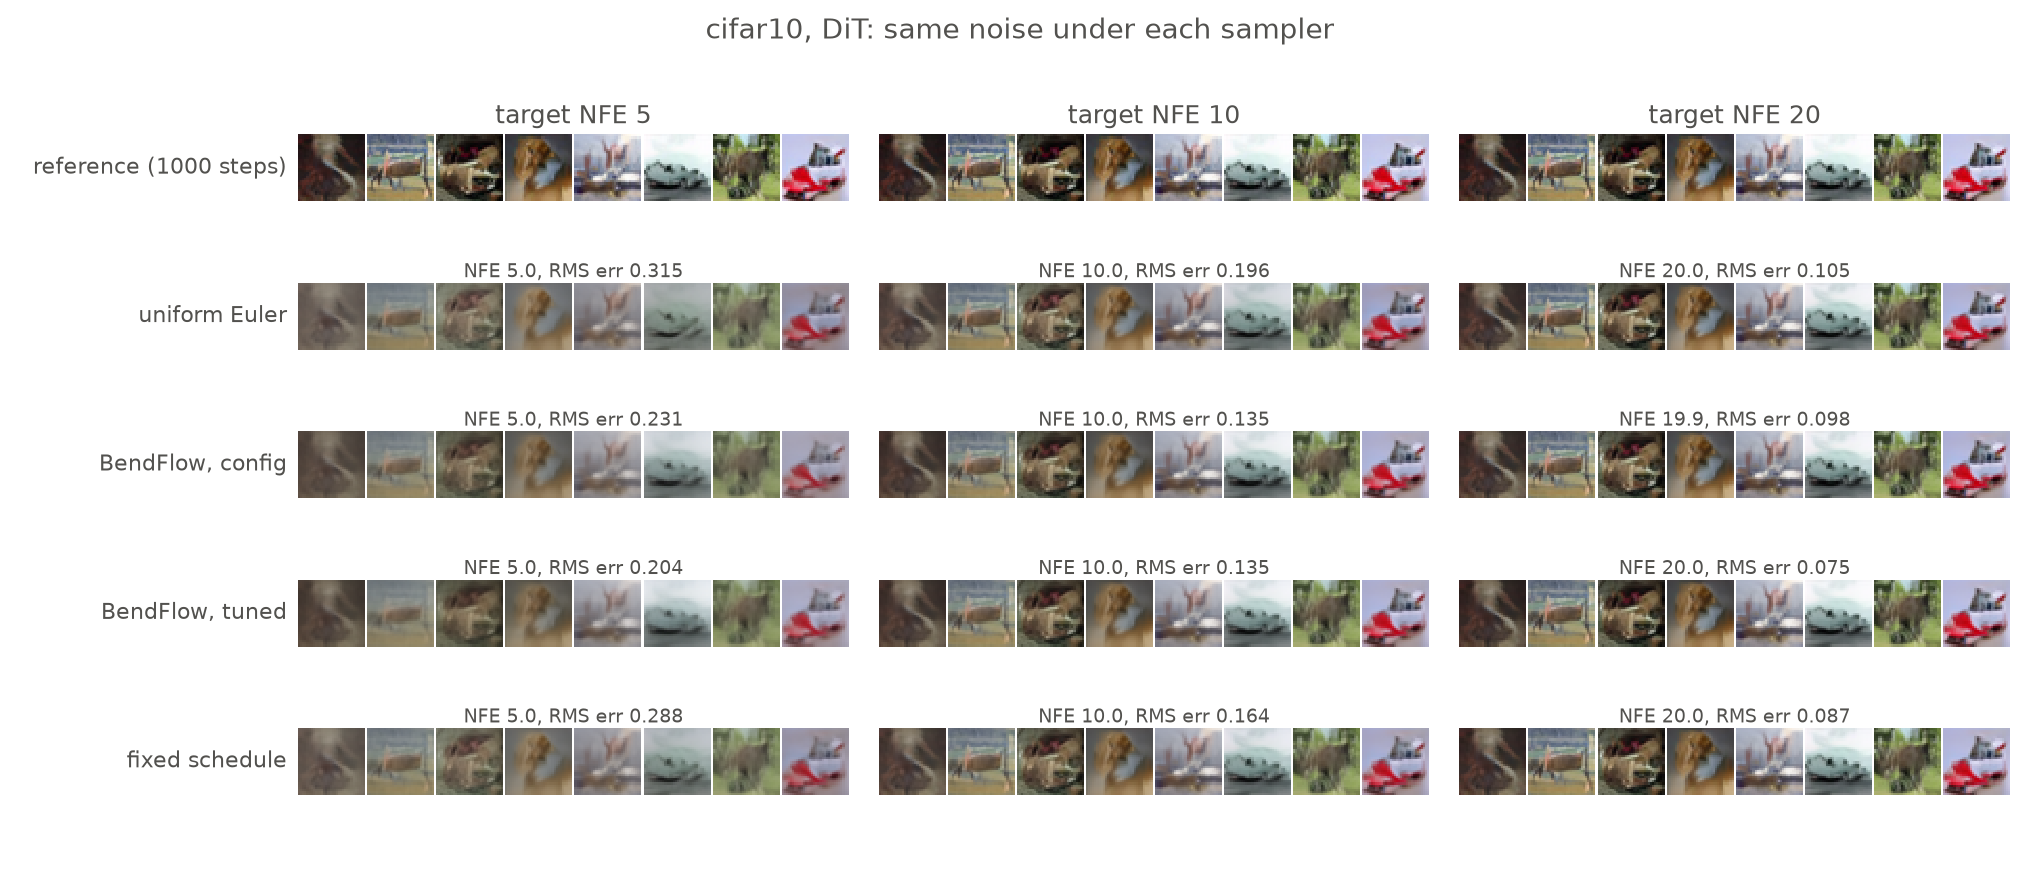 cifar10, DiT: same noise under each sampler
target NFE 5
target NFE 10
target NFE 20
reference (1000 steps)
NFE 5.0, RMS err 0.315
NFE 10.0, RMS err 0.196
NFE 20.0, RMS err 0.105
uniform Euler
NFE 5.0, RMS err 0.231
NFE 10.0, RMS err 0.135
NFE 19.9, RMS err 0.098
BendFlow, config
NFE 5.0, RMS err 0.204
NFE 10.0, RMS err 0.135
NFE 20.0, RMS err 0.075
BendFlow, tuned
NFE 5.0, RMS err 0.288
NFE 10.0, RMS err 0.164
NFE 20.0, RMS err 0.087
fixed schedule